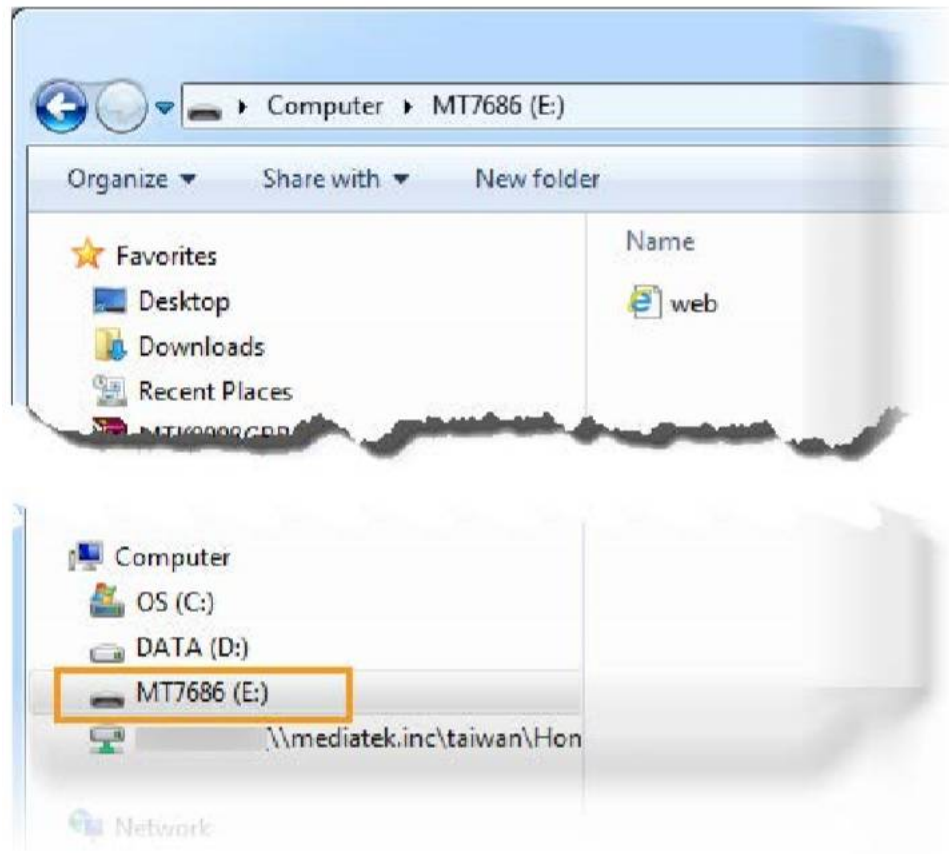 Computer MT7686 (E:)
Organize Share with New folder
Favorites
Desktop
Downloads
Recent Places
Name
web
Computer
OS (C:)
DATA (D:)
MT7686 (E:)
\\mediatek.inc\taiwan\Hon
Network